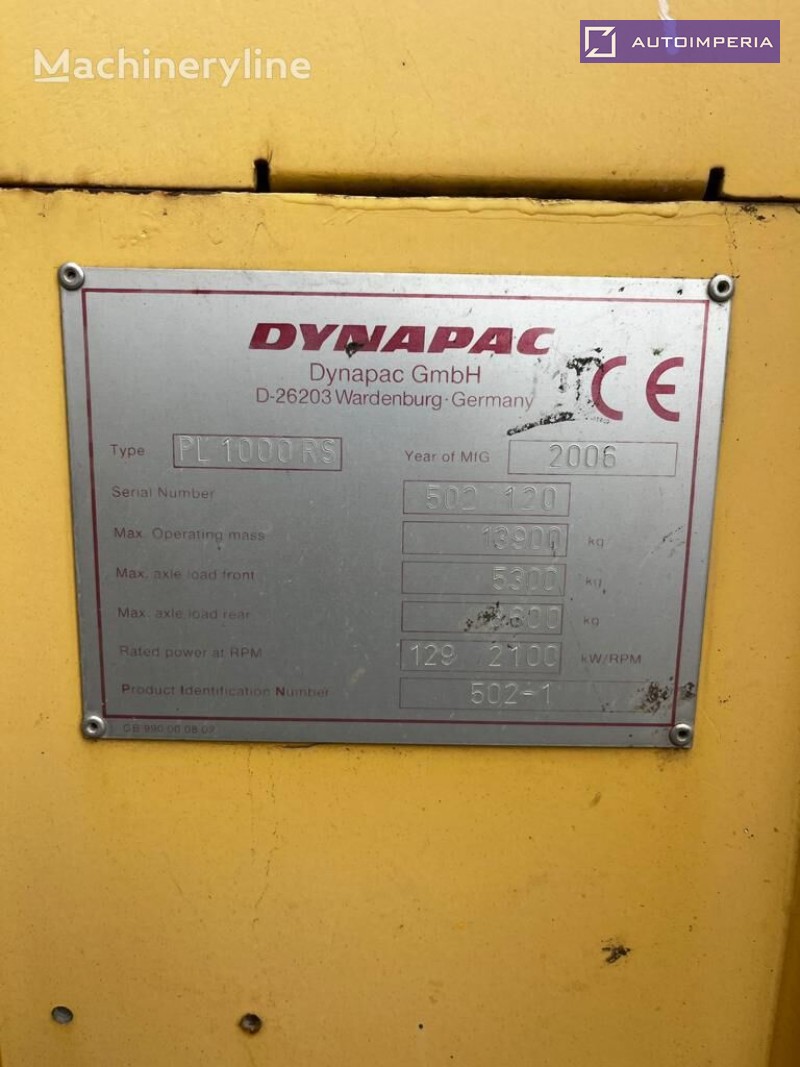 Machineryline
AUTOIMPERIA
DYNAPAC
Dynapac GmbH
D-26203 Wardenburg · Germany
CE
Type PL 1000 RS Year of MfG 2006
Serial Number 502 120
Max. Operating mass 13900 kg
Max. axle load front 5300 kg
Max. axle load rear kg
Rated power at RPM 129 2100 kW/RPM
Product Identification Number 502-1